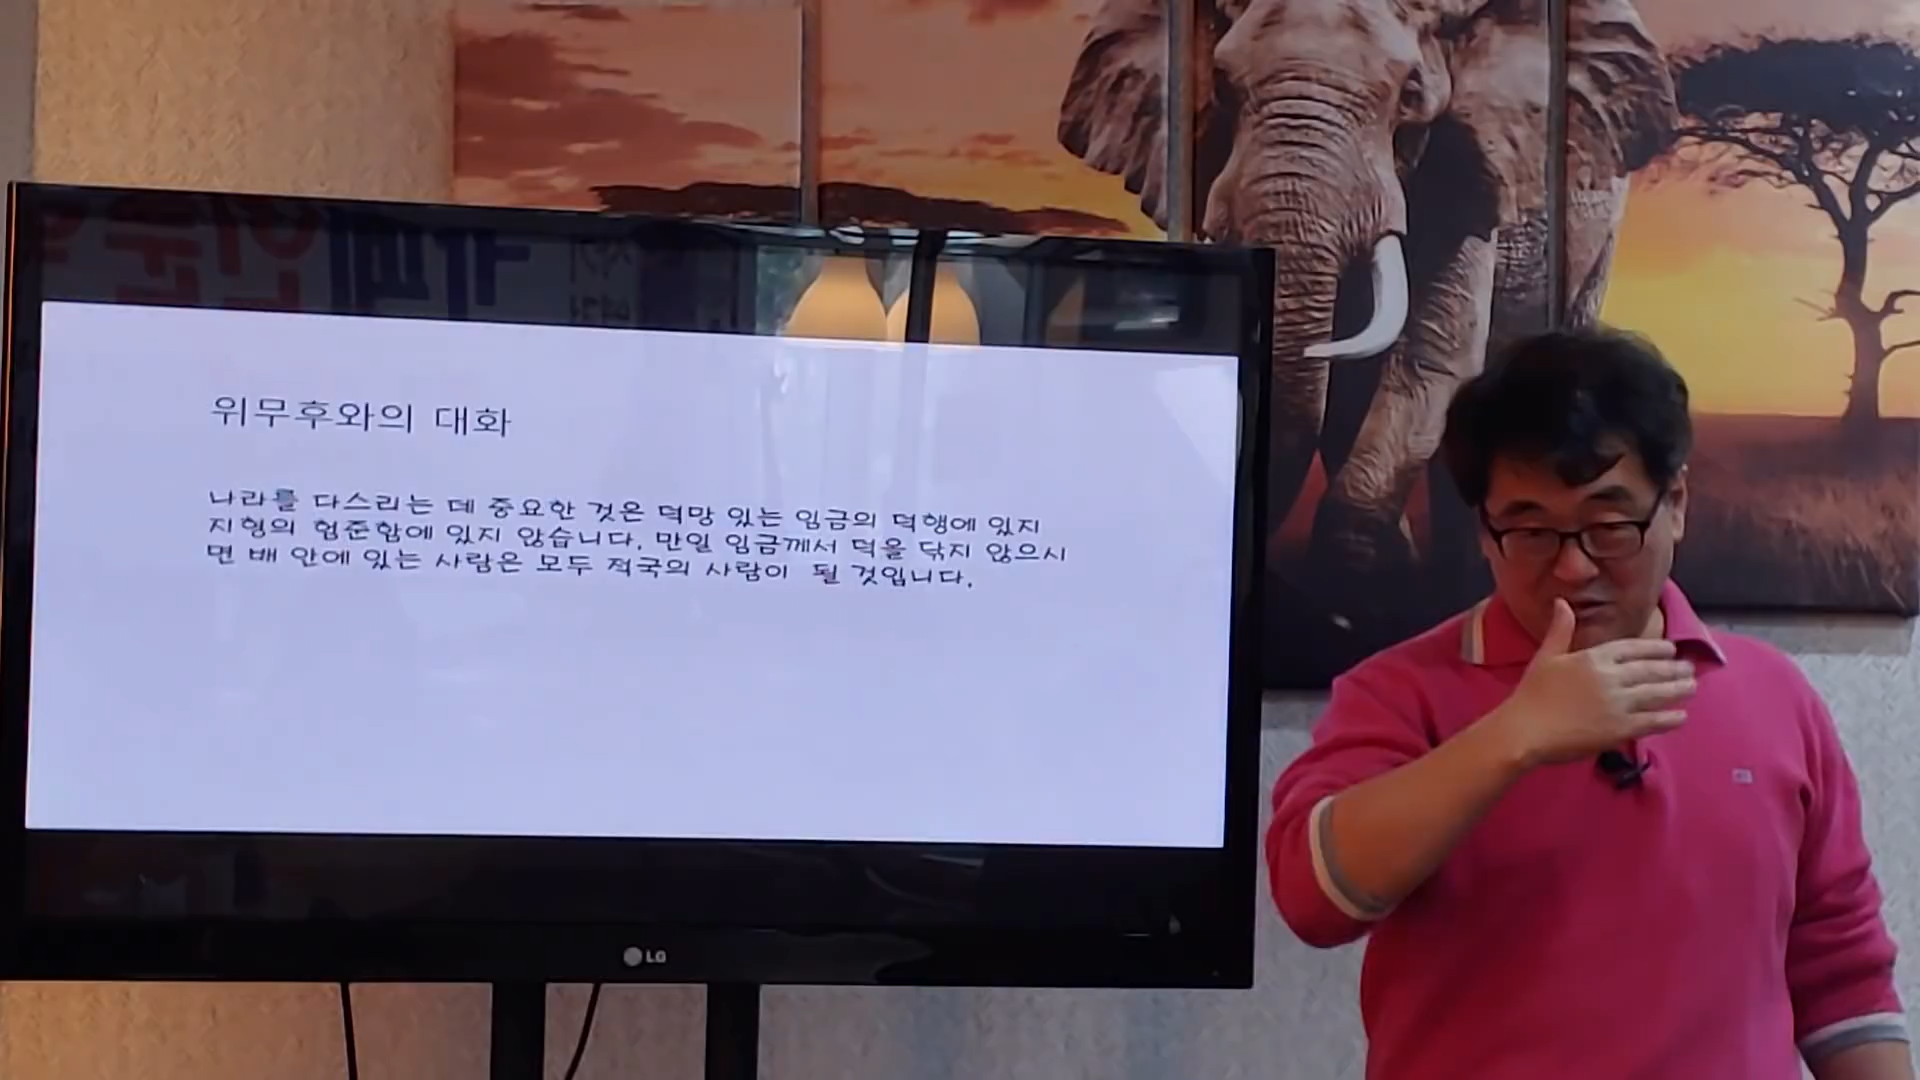 위무후와의 대화
나라를 다스리는 데 중요한 것은 덕망 있는 임금의 덕행에 있지
지형의 험준함에 있지 않습니다. 만일 임금께서 덕을 닦지 않으시
면 배 안에 있는 사람은 모두 적국의 사람이 될 것입니다.
LG